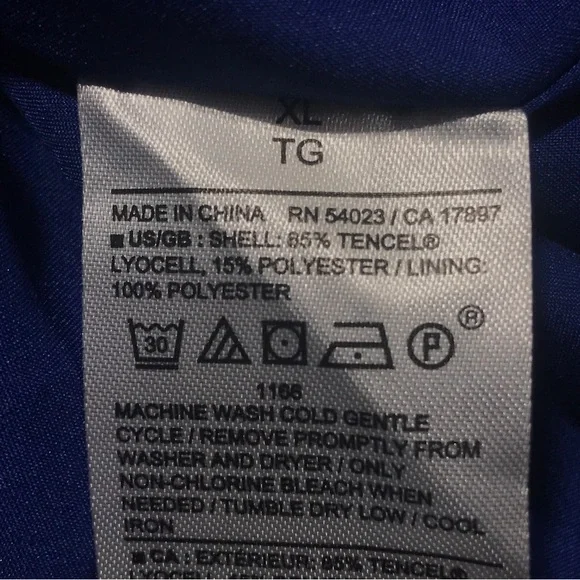 XL
TG
MADE IN CHINA RN 54023 / CA 17897
■ US/GB : SHELL: 85% TENCEL®
LYOCELL, 15% POLYESTER / LINING:
100% POLYESTER
30 P ®
1166
MACHINE WASH COLD GENTLE
CYCLE / REMOVE PROMPTLY FROM
WASHER AND DRYER / ONLY
NON-CHLORINE BLEACH WHEN
NEEDED / TUMBLE DRY LOW / COOL
IRON
■ CA : EXTÉRIEUR: 85% TENCEL®
LYOCELL, 15%